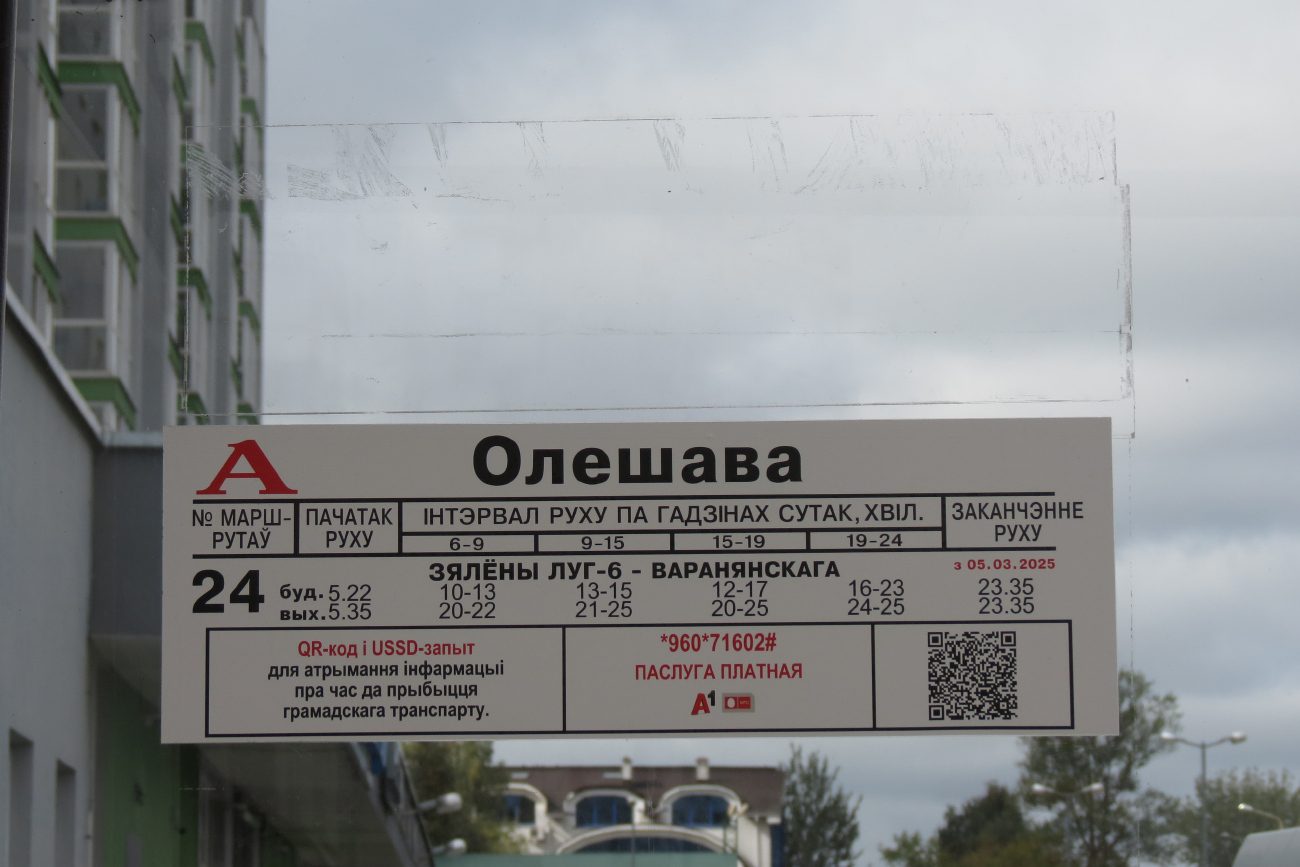 А Олешава
№ МАРШ-РУТАЎ ПАЧАТАК РУХУ ІНТЭРВАЛ РУХУ ПА ГАДЗІНАХ СУТАК, ХВІЛ. ЗАКАНЧЭННЕ РУХУ
6-9 9-15 15-19 19-24
ЗЯЛЁНЫ ЛУГ-6 - ВАРАНЯНСКАГА з 05.03.2025
24 буд. 5.22 10-13 13-15 12-17 16-23 23.35
вых. 5.35 20-22 21-25 20-25 24-25 23.35
QR-код і USSD-запыт
для атрымання інфармацыі
пра час да прыбыцця
грамадскага транспарту.
*960*71602#
ПАСЛУГА ПЛАТНАЯ
A1